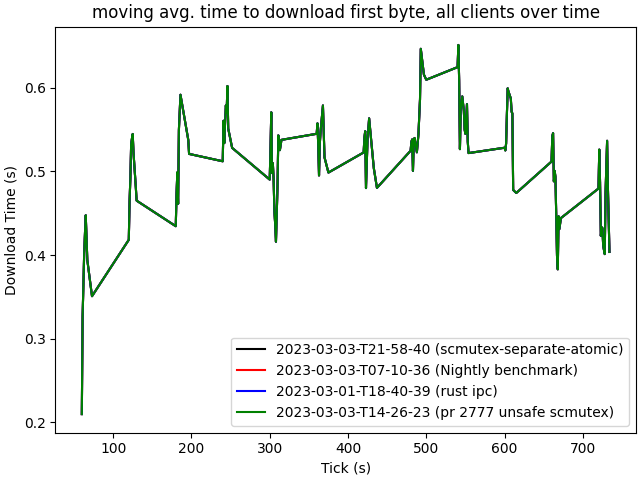 moving avg. time to download first byte, all clients over time
Download Time (s)
0.6
0.5
0.4
0.3
0.2
2023-03-03-T21-58-40 (scmutex-separate-atomic)
2023-03-03-T07-10-36 (Nightly benchmark)
2023-03-01-T18-40-39 (rust ipc)
2023-03-03-T14-26-23 (pr 2777 unsafe scmutex)
100 200 300 400 500 600 700
Tick (s)